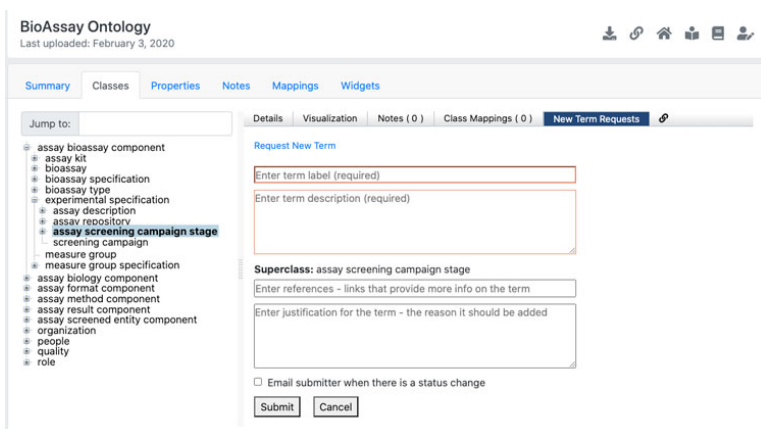 BioAssay Ontology
Last uploaded: February 3, 2020
Summary Classes Properties Notes Mappings Widgets
Jump to:
assay bioassay component
assay kit
bioassay
bioassay specification
bioassay type
experimental specification
assay description
assay repository
assay screening campaign stage
screening campaign
measure group
measure group specification
assay biology component
assay format component
assay method component
assay result component
assay screened entity component
organization
people
quality
role
Details Visualization Notes ( 0 ) Class Mappings ( 0 ) New Term Requests
Request New Term
Enter term label (required)
Enter term description (required)
Superclass: assay screening campaign stage
Enter references - links that provide more info on the term
Enter justification for the term - the reason it should be added
Email submitter when there is a status change
Submit Cancel